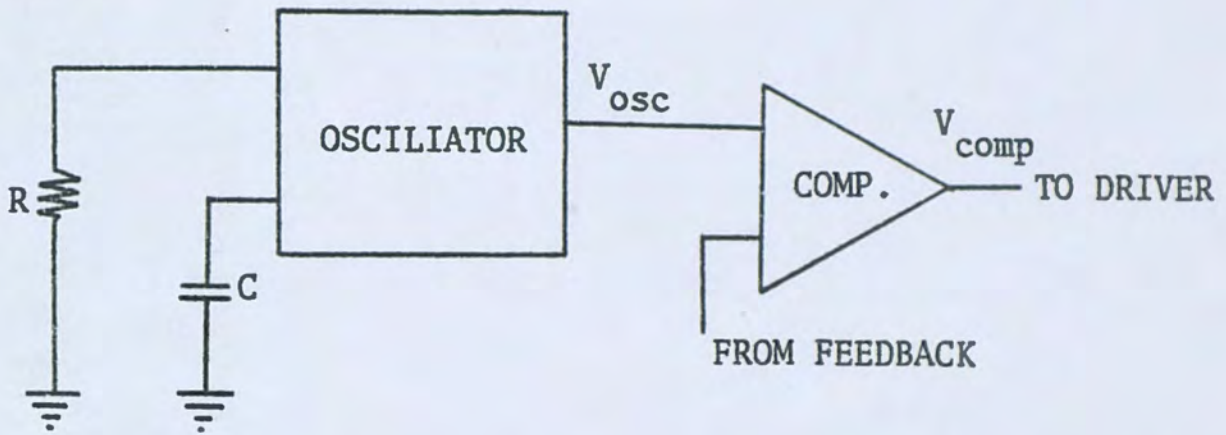 OSCILIATOR
V
osc
V
comp
R
COMP.
TO DRIVER
C
FROM FEEDBACK